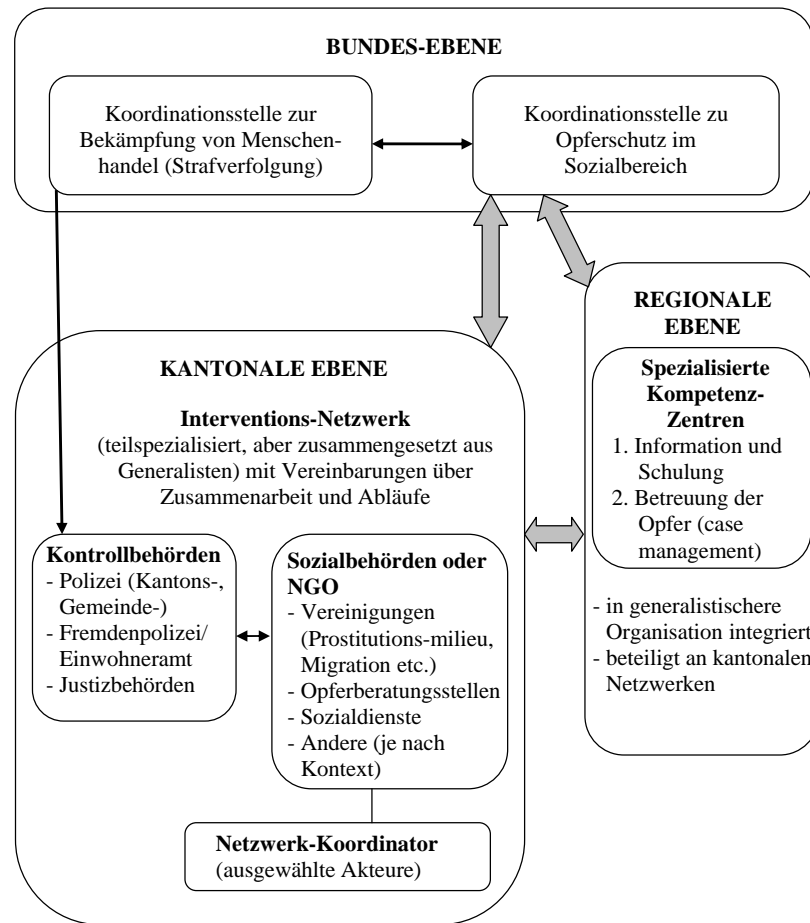 BUNDES-EBENE
Koordinationsstelle zur
Bekämpfung von Menschen-
handel (Strafverfolgung)
Koordinationsstelle zu
Opferschutz im
Sozialbereich
REGIONALE
EBENE
Spezialisierte
Kompetenz-
Zentren
1. Information und
Schulung
2. Betreuung der
Opfer (case
management)
- in generalistischere
Organisation integriert
- beteiligt an kantonalen
Netzwerken
KANTONALE EBENE
Interventions-Netzwerk
(teilspezialisiert, aber zusammengesetzt aus
Generalisten) mit Vereinbarungen über
Zusammenarbeit und Abläufe
Kontrollbehörden
- Polizei (Kantons-,
Gemeinde-)
- Fremdenpolizei/
Einwohneramt
- Justizbehörden
Sozialbehörden oder
NGO
- Vereinigungen
(Prostitutions-milieu,
Migration etc.)
- Opferberatungsstellen
- Sozialdienste
- Andere (je nach
Kontext)
Netzwerk-Koordinator
(ausgewählte Akteure)